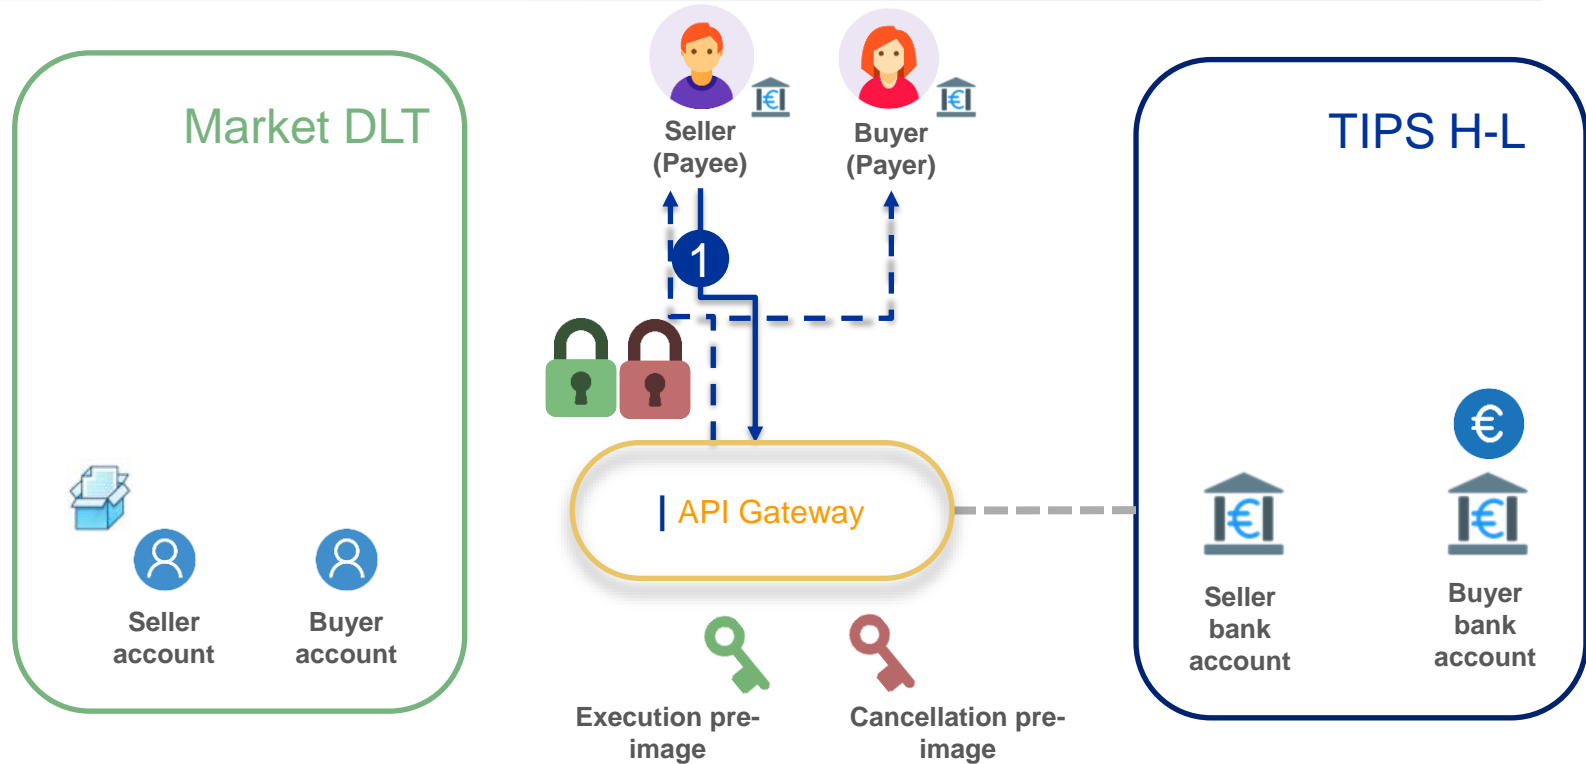 Market DLT
Seller
(Payee)
Buyer
(Payer)
TIPS H-L
1
API Gateway
Seller
account
Buyer
account
Seller
bank
account
Buyer
bank
account
Execution pre-
image
Cancellation pre-
image